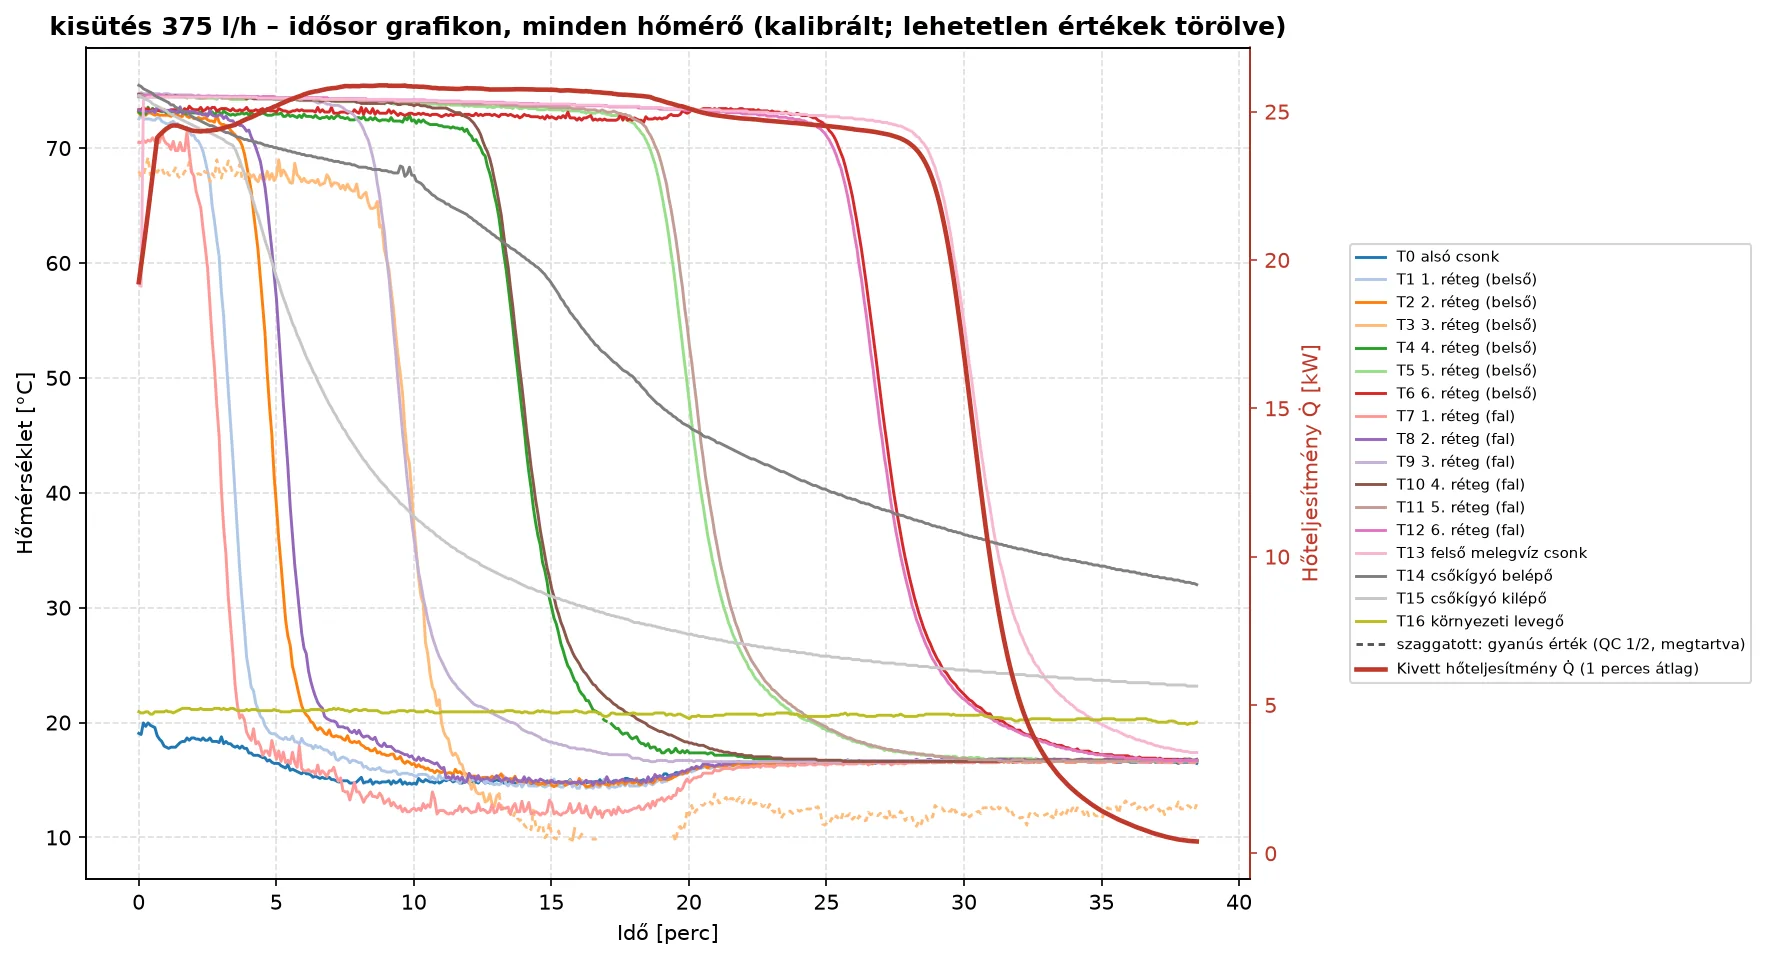 kisütés 375 l/h – idősor grafikon, minden hőmérő (kalibrált; lehetetlen értékek törölve)
Hőmérséklet [°C]
70
60
50
40
30
20
10
0
5
10
15
20
25
30
35
40
Idő [perc]
25
20
15
10
5
0
Hőteljesítmény Q̇ [kW]
T0 alsó csonk
T1 1. réteg (belső)
T2 2. réteg (belső)
T3 3. réteg (belső)
T4 4. réteg (belső)
T5 5. réteg (belső)
T6 6. réteg (belső)
T7 1. réteg (fal)
T8 2. réteg (fal)
T9 3. réteg (fal)
T10 4. réteg (fal)
T11 5. réteg (fal)
T12 6. réteg (fal)
T13 felső melegvíz csonk
T14 csőkígyó belépő
T15 csőkígyó kilépő
T16 környezeti levegő
szaggatott: gyanús érték (QC 1/2, megtartva)
Kivett hőteljesítmény Q̇ (1 perces átlag)